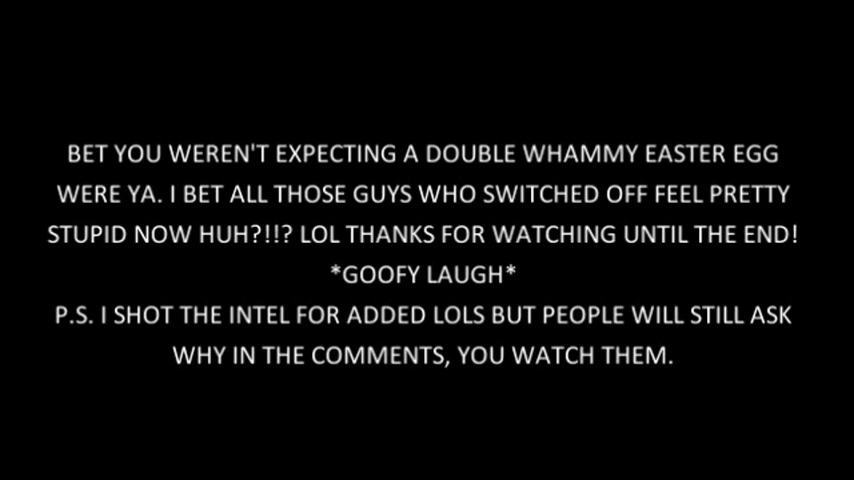 BET YOU WEREN'T EXPECTING A DOUBLE WHAMMY EASTER EGG
WERE YA. I BET ALL THOSE GUYS WHO SWITCHED OFF FEEL PRETTY
STUPID NOW HUH?!!? LOL THANKS FOR WATCHING UNTIL THE END!
*GOOFY LAUGH*
P.S. I SHOT THE INTEL FOR ADDED LOLS BUT PEOPLE WILL STILL ASK
WHY IN THE COMMENTS, YOU WATCH THEM.